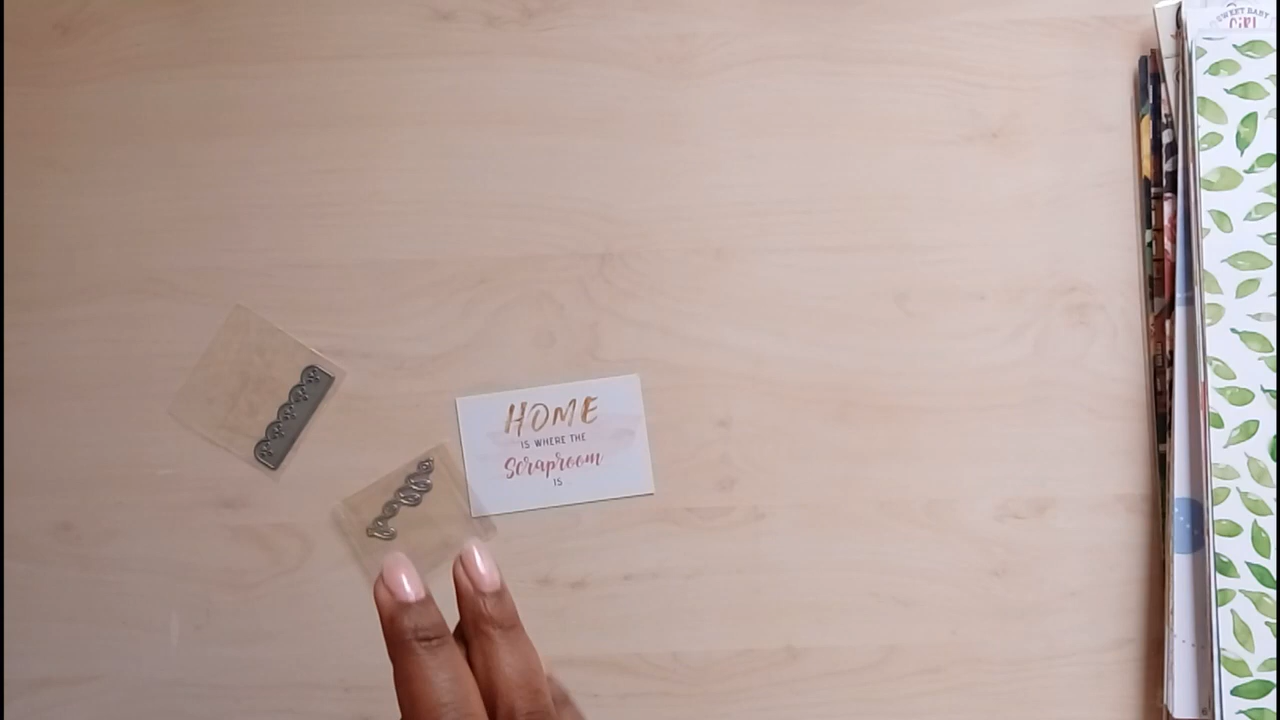 SWEET BABY
GIRL
HOME
IS WHERE THE
Scraproom
IS